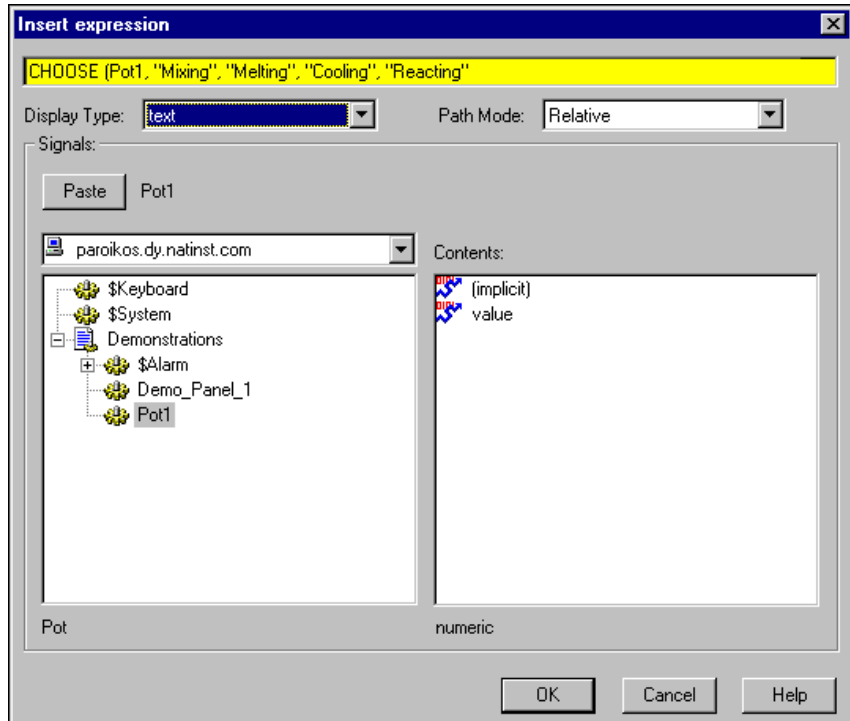 Insert expression
CHOOSE (Pot1, "Mixing", "Melting", "Cooling", "Reacting"
Display Type: text Path Mode: Relative
Signals:
Paste Pot1
paroikos.dy.natinst.com Contents:
$Keyboard (implicit)
$System value
Demonstrations
$Alarm
Demo_Panel_1
Pot1
Pot numeric
OK Cancel Help